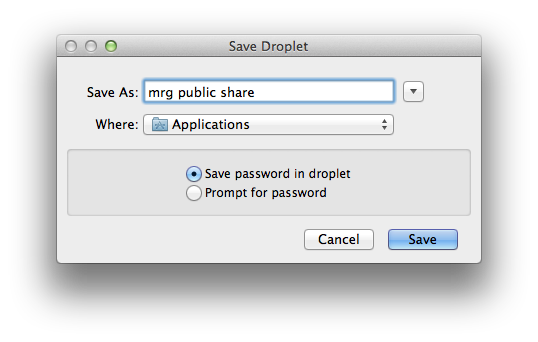 Save Droplet
Save As: mrg public share
Where: Applications
Save password in droplet
Prompt for password
Cancel Save